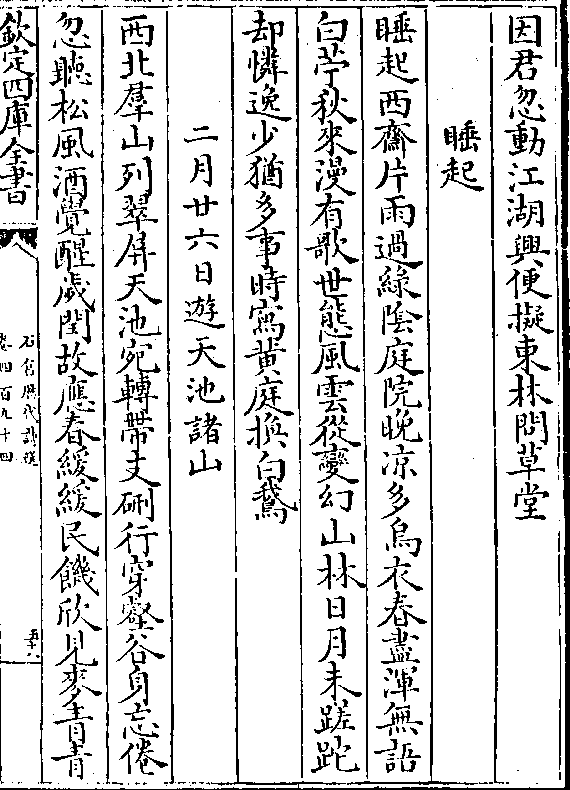 因君忽動江湖興便擬東林問草堂
睡起
睡起西齋片雨過綠陰庭院晚凉多烏衣春盡渾無語
白苧秋來漫有歌世態風雲從變幻山林日月未蹉跎
却憐逸少猶多事時寫黄庭換白鵞
二月廿六日遊天池諸山
西北羣山列翠屏天池宛轉帶支硎行穿壑谷身忘倦
忽聽松風酒覺醒歲閏故應春緩緩民饑欣見麥青青
欽定四庫全書
石倉歴代詩選
卷四百九十四
五十八